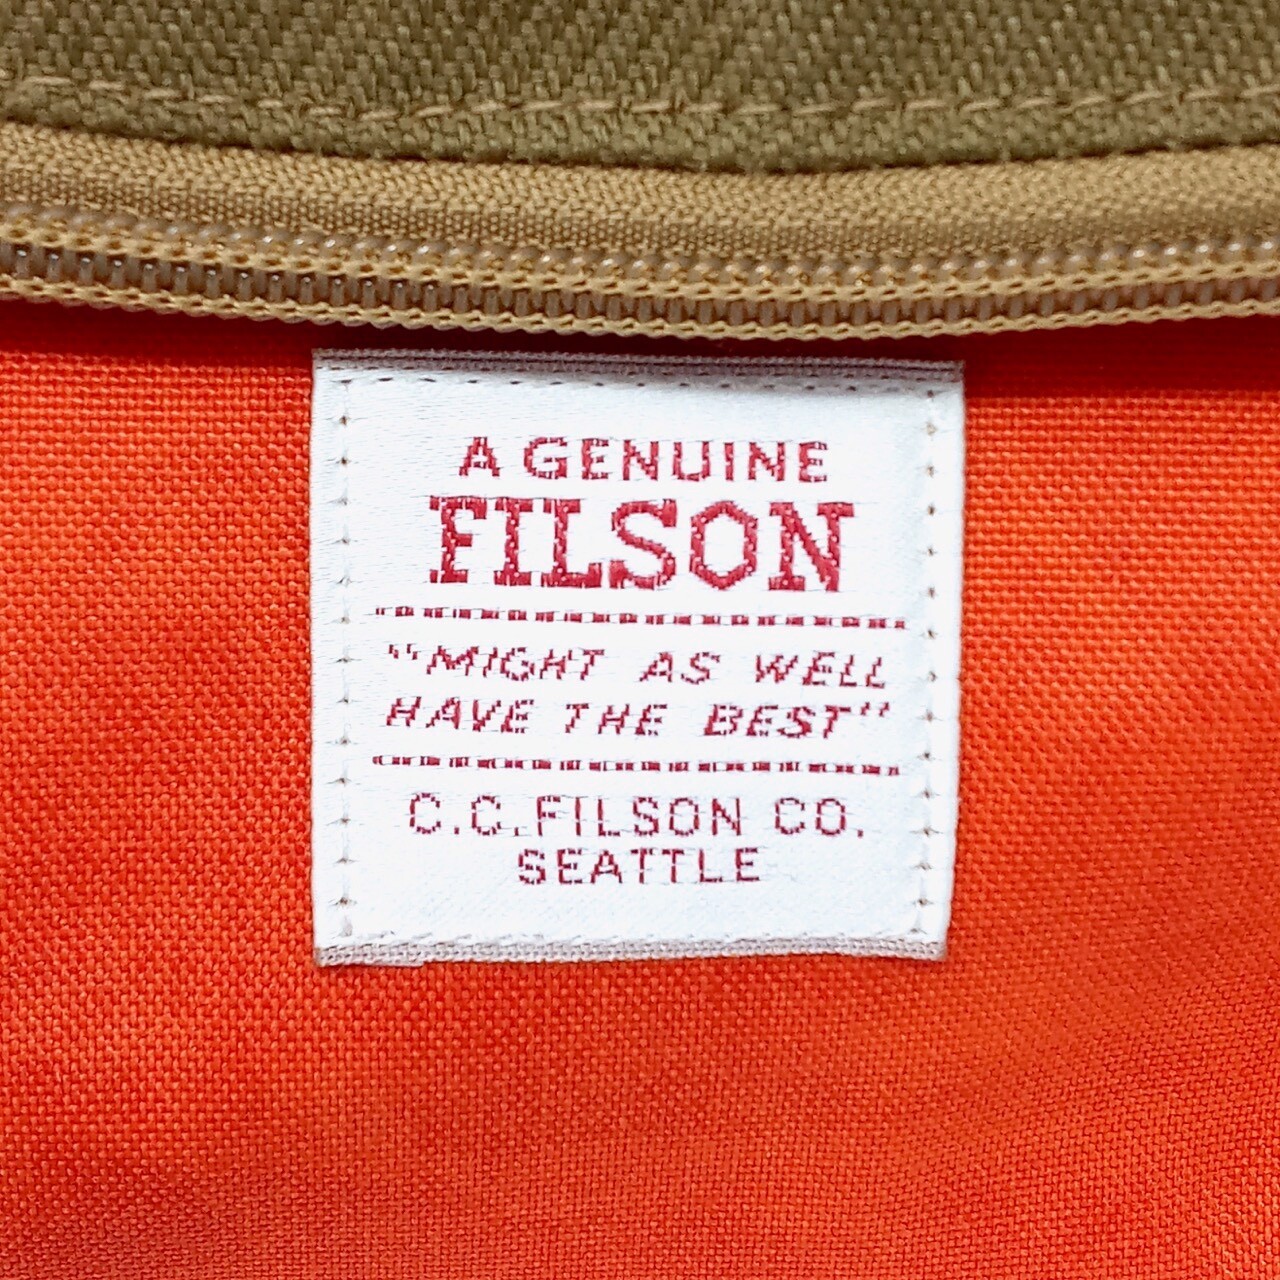 A GENUINE
FILSON
"MIGHT AS WELL
HAVE THE BEST"
C.C. FILSON CO.
SEATTLE